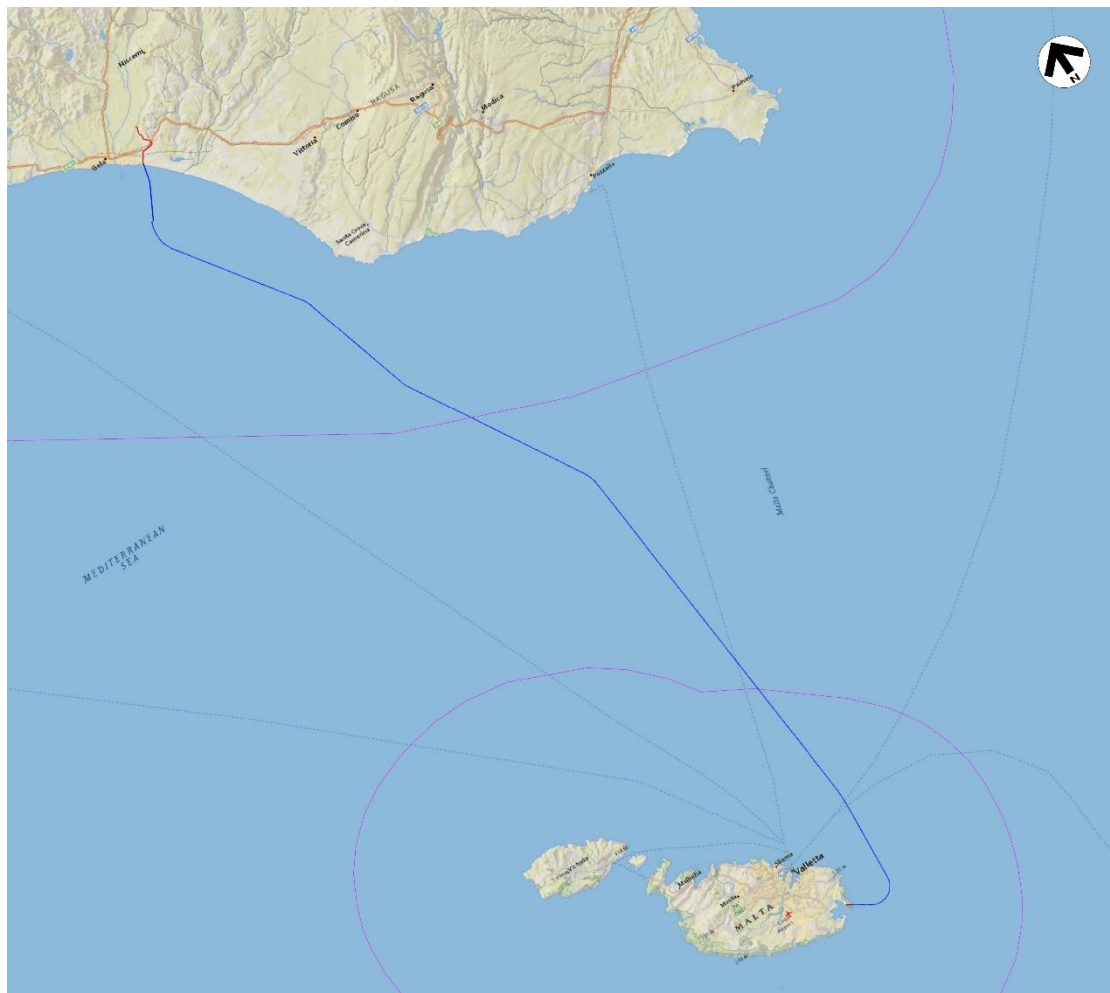 Niscemi
RAGUSA
Ragusa
Modica
Pachino
Comiso
Vittoria
Gela
Pozzallo
Santa Croce
Camerina
Malta Channel
MEDITERRANEAN
SEA
Sliema
Valletta
Victoria
Mellieħa
Mosta
MALTA
N